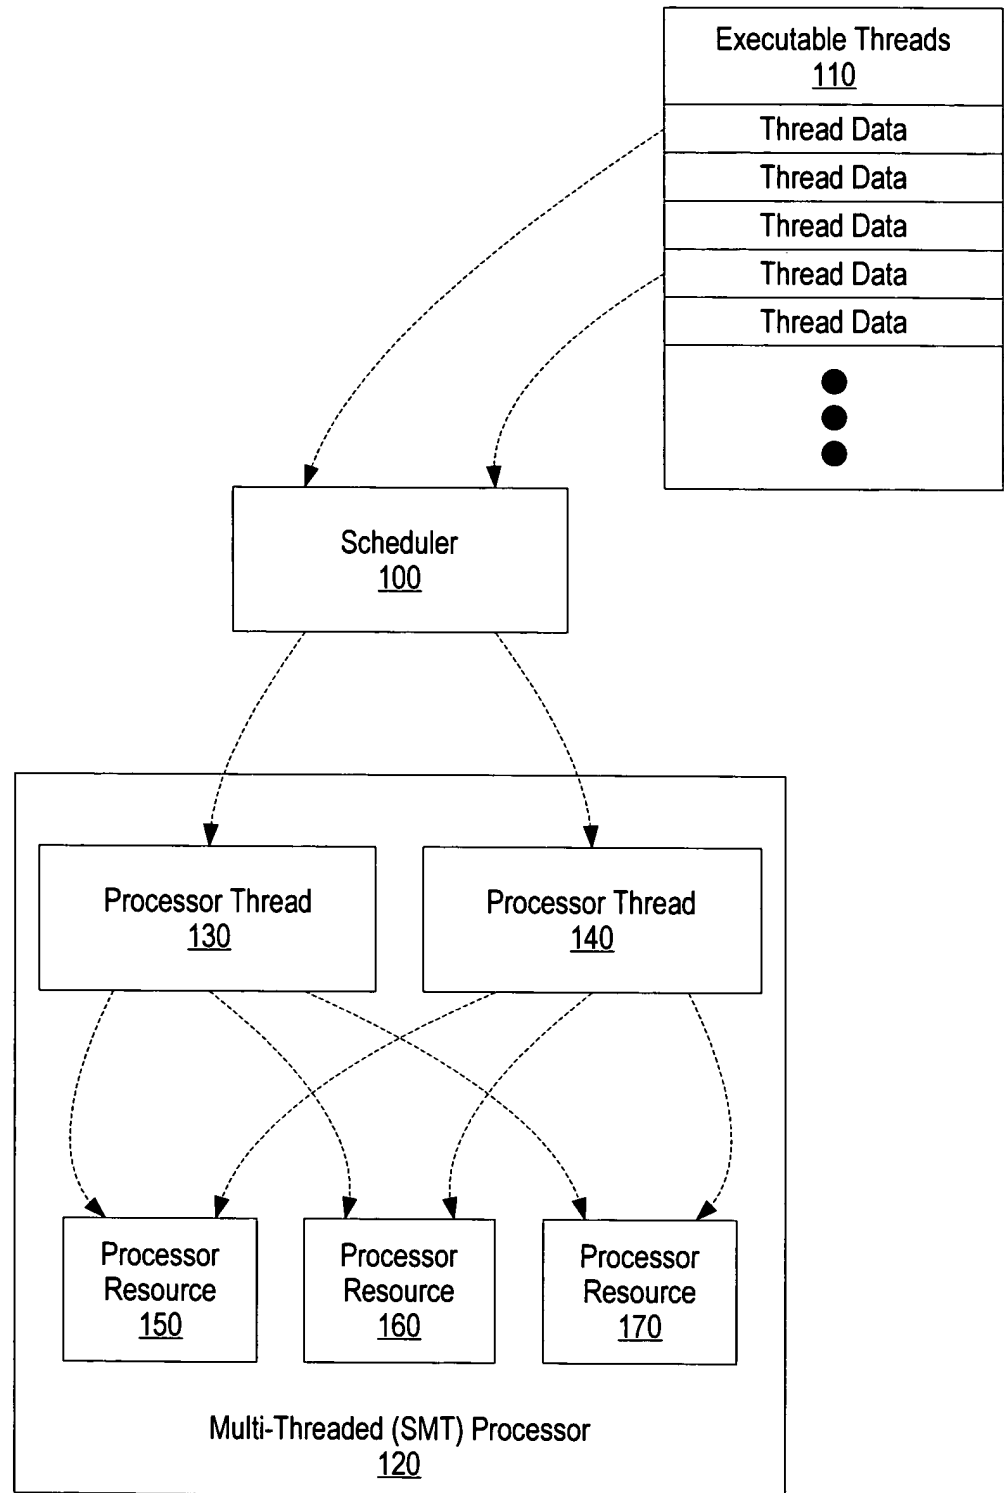 Executable Threads
110
Thread Data
Thread Data
Thread Data
Thread Data
Thread Data
Scheduler
100
Processor Thread
130
Processor Thread
140
Processor
Resource
150
Processor
Resource
160
Processor
Resource
170
Multi-Threaded (SMT) Processor
120